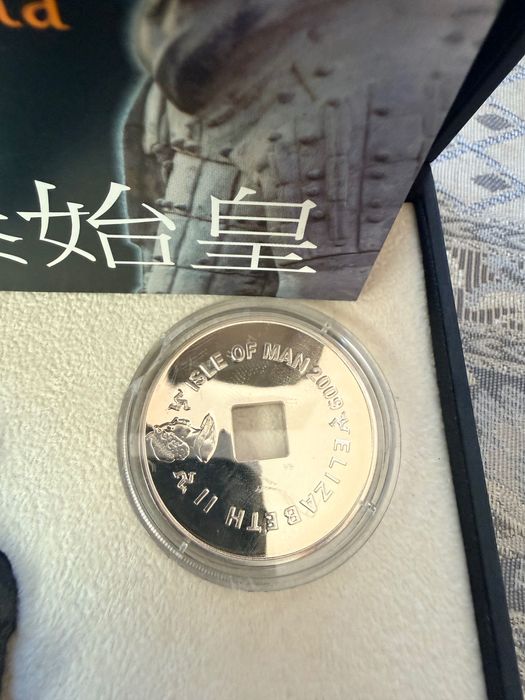 始皇
ISLE OF MAN 2009 ELIZABETH II